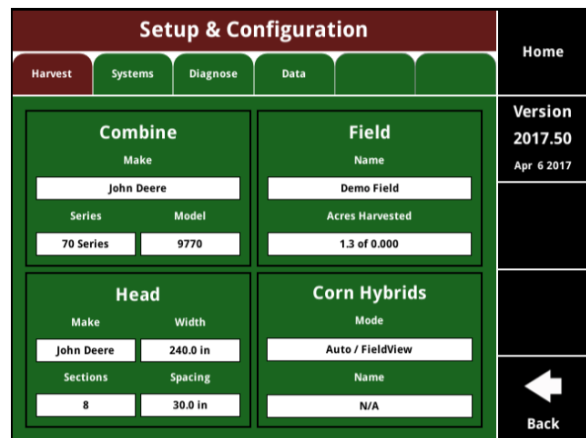 Setup & Configuration
Home
Harvest
Systems
Diagnose
Data
Version
2017.50
Apr 6 2017
Combine
Make
John Deere
Series
Model
70 Series
9770
Field
Name
Demo Field
Acres Harvested
1.3 of 0.000
Head
Make
Width
John Deere
240.0 in
Sections
Spacing
8
30.0 in
Corn Hybrids
Mode
Auto / FieldView
Name
N/A
Back